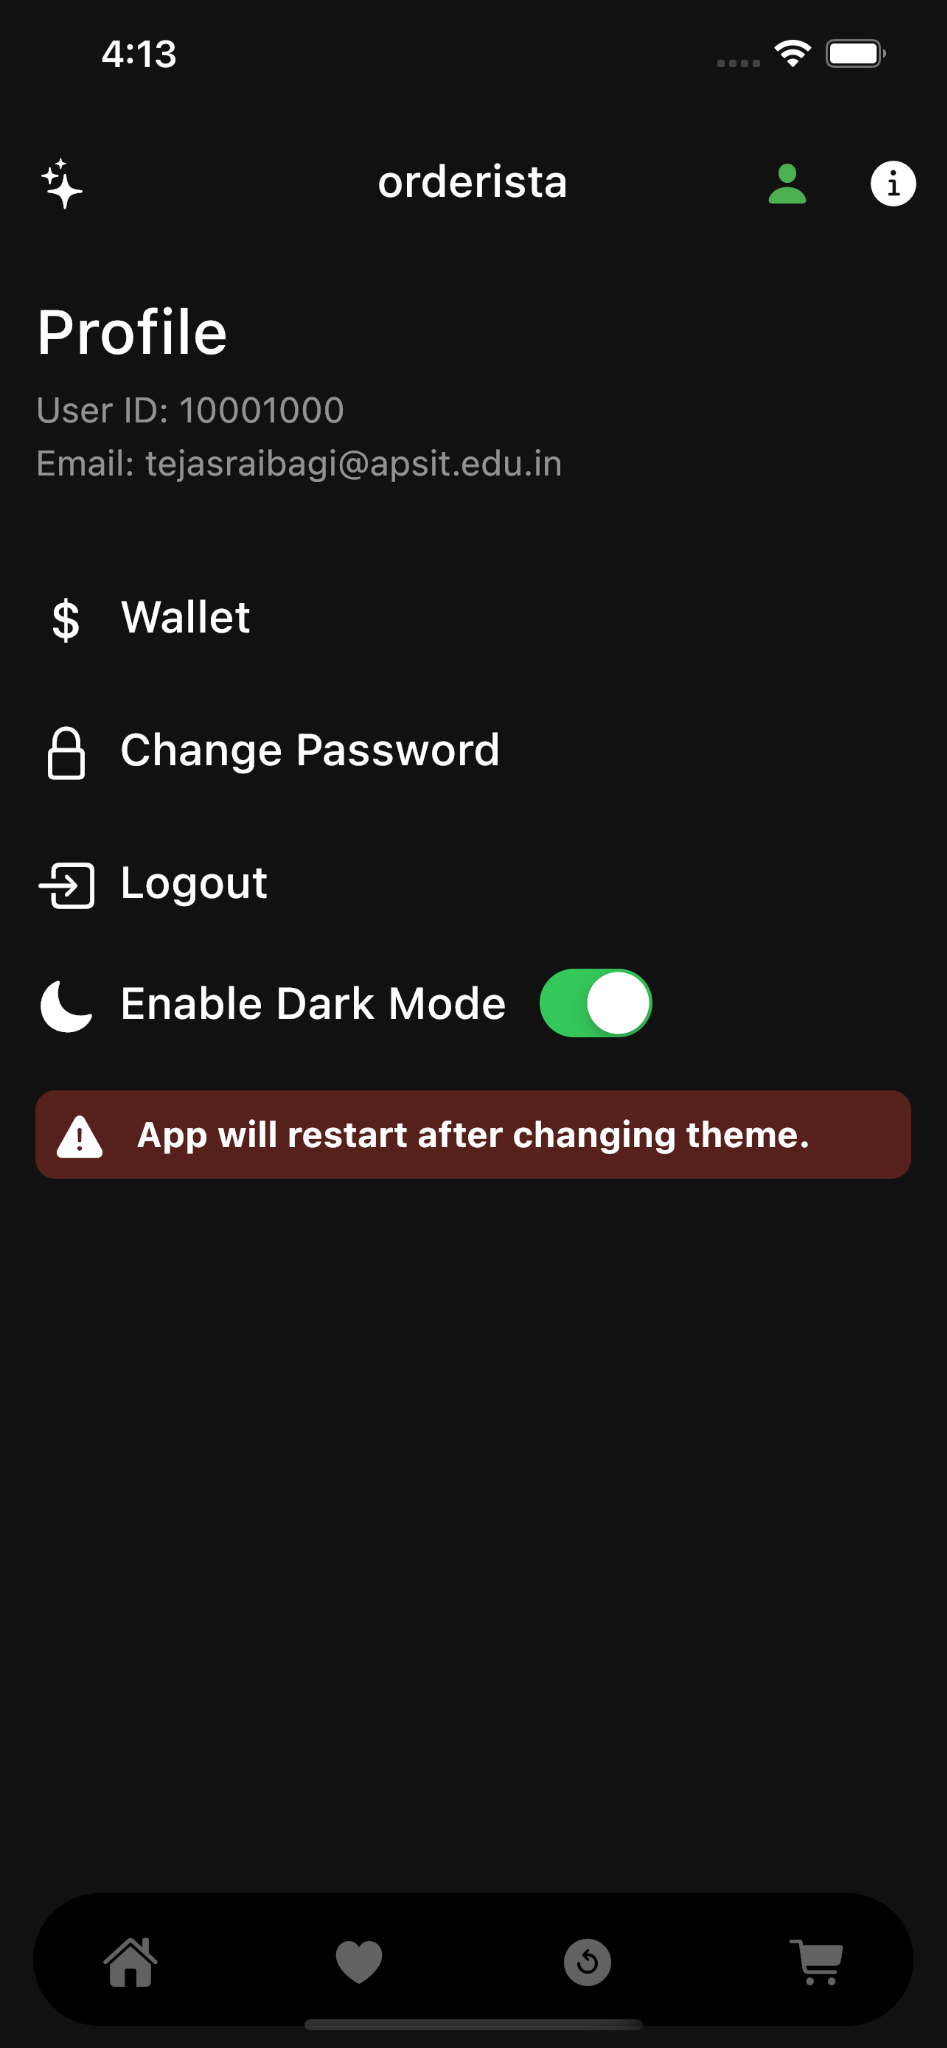 4:13
orderista
Profile
User ID: 10001000
Email: tejasraibagi@apsit.edu.in
$ Wallet
Change Password
Logout
Enable Dark Mode
App will restart after changing theme.